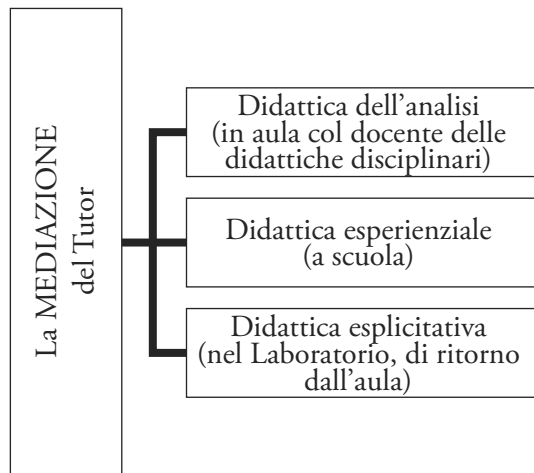 La MEDIAZIONE
del Tutor
Didattica dell’analisi
(in aula col docente delle
didattiche disciplinari)
Didattica esperienziale
(a scuola)
Didattica esplicitativa
(nel Laboratorio, di ritorno
dall’aula)